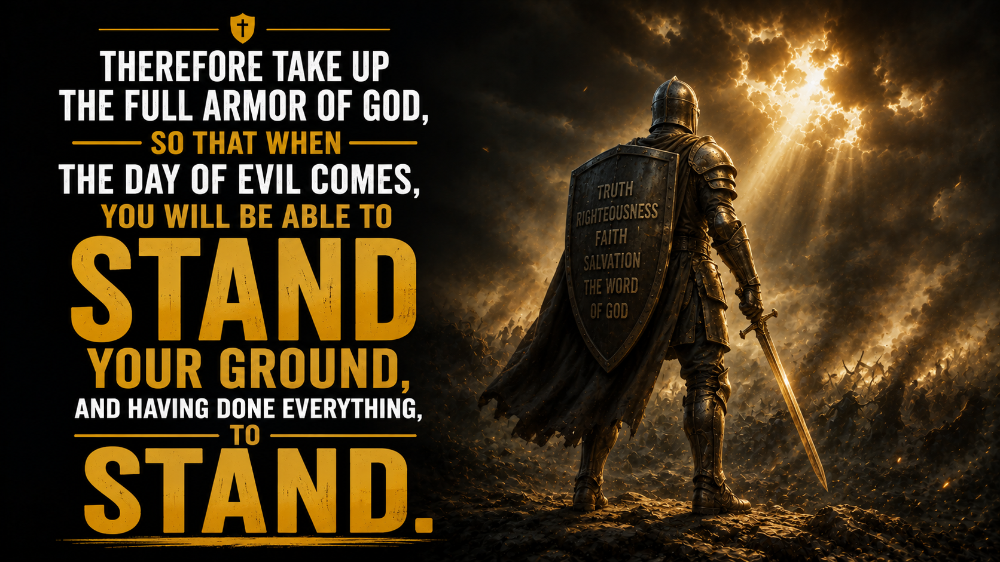 THEREFORE TAKE UP
THE FULL ARMOR OF GOD,
SO THAT WHEN
THE DAY OF EVIL COMES,
YOU WILL BE ABLE TO
STAND
YOUR GROUND,
AND HAVING DONE EVERYTHING,
TO
STAND.
TRUTH
RIGHTEOUSNESS
FAITH
SALVATION
THE WORD
OF GOD